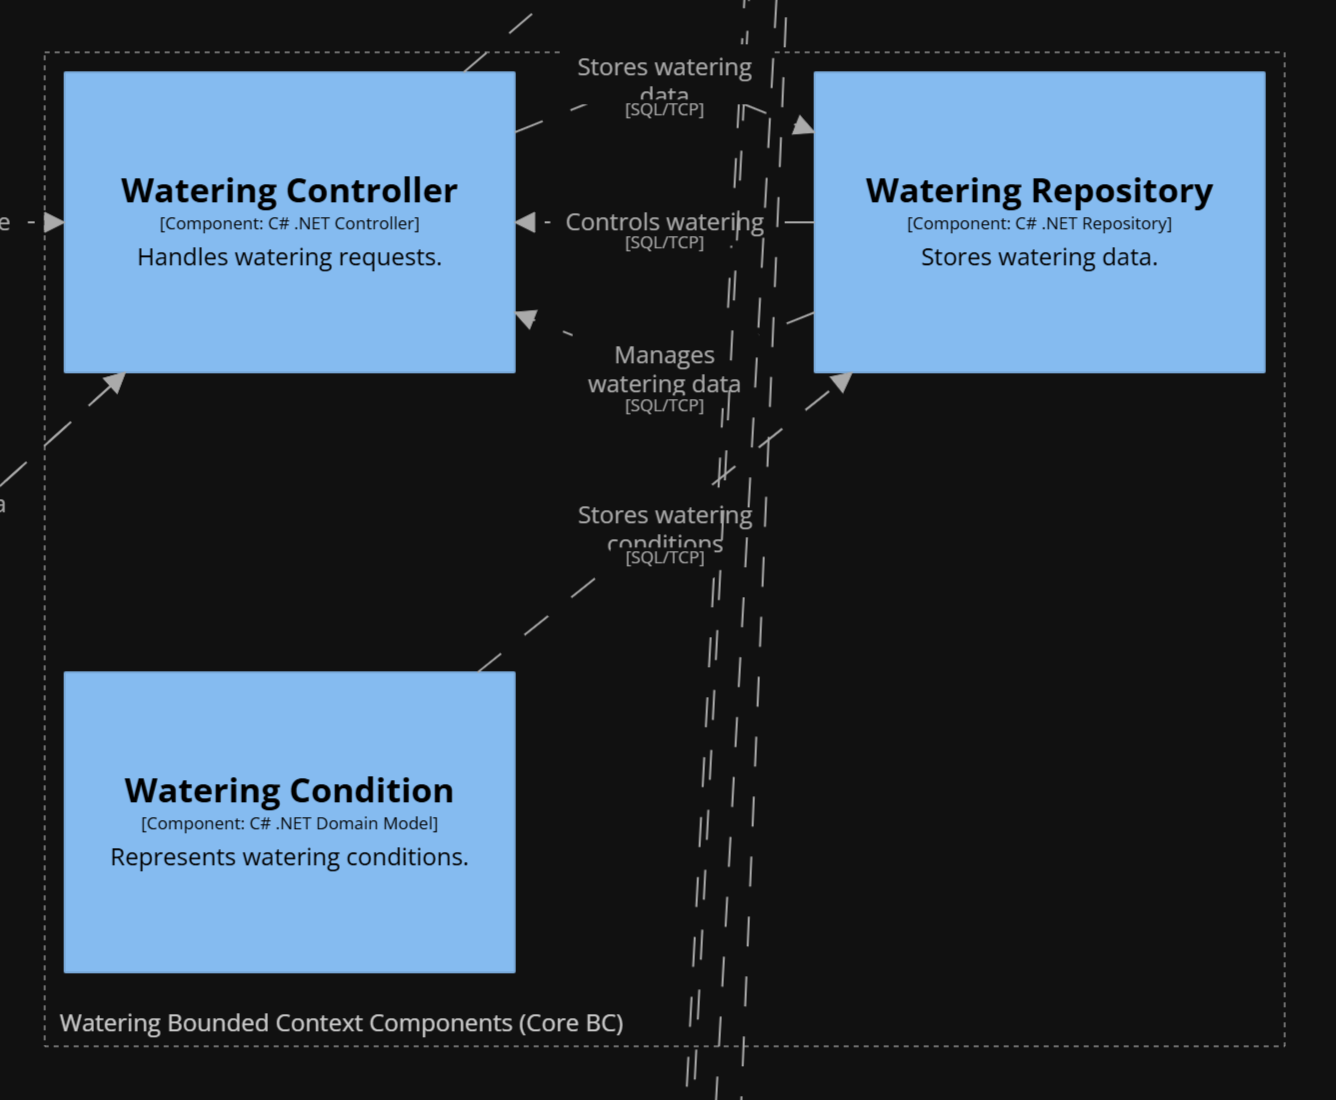 Stores watering
data
[SQL/TCP]
Watering Controller
[Component: C# .NET Controller]
Handles watering requests.
Controls watering
[SQL/TCP]
Watering Repository
[Component: C# .NET Repository]
Stores watering data.
e
Manages
watering data
[SQL/TCP]
a
Stores watering
conditions
[SQL/TCP]
Watering Condition
[Component: C# .NET Domain Model]
Represents watering conditions.
Watering Bounded Context Components (Core BC)